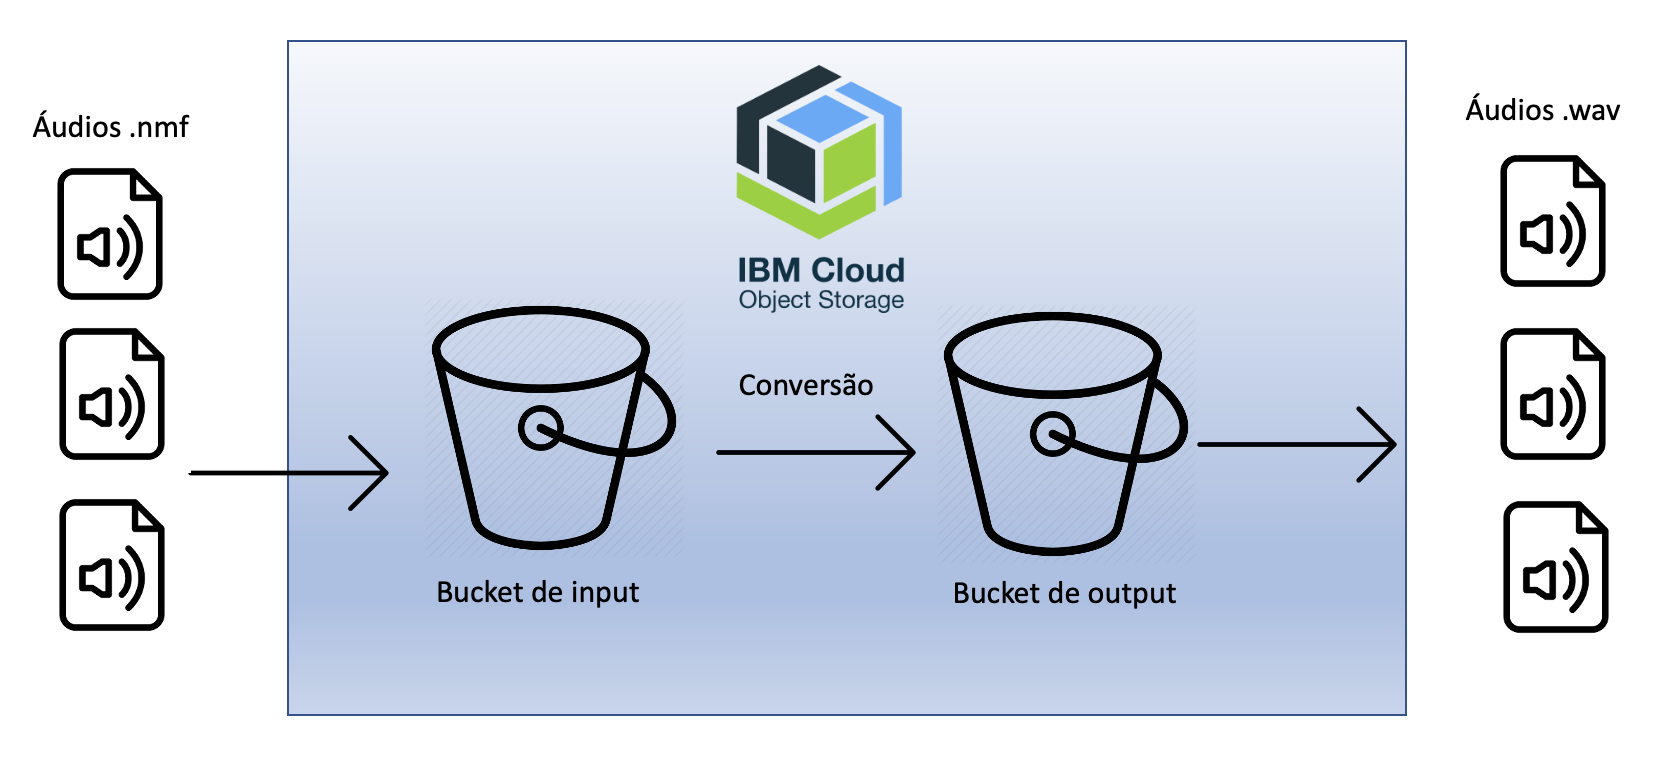 Áudios .nmf
IBM Cloud
Object Storage
Conversão
Bucket de input
Bucket de output
Áudios .wav